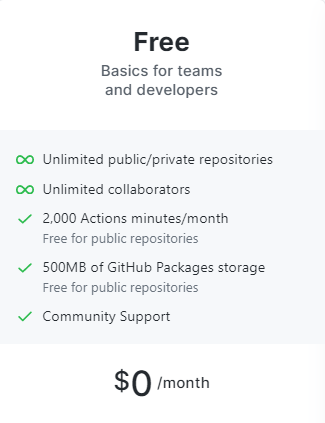 Free
Basics for teams
and developers
Unlimited public/private repositories
Unlimited collaborators
2,000 Actions minutes/month
Free for public repositories
500MB of GitHub Packages storage
Free for public repositories
Community Support
$0 /month